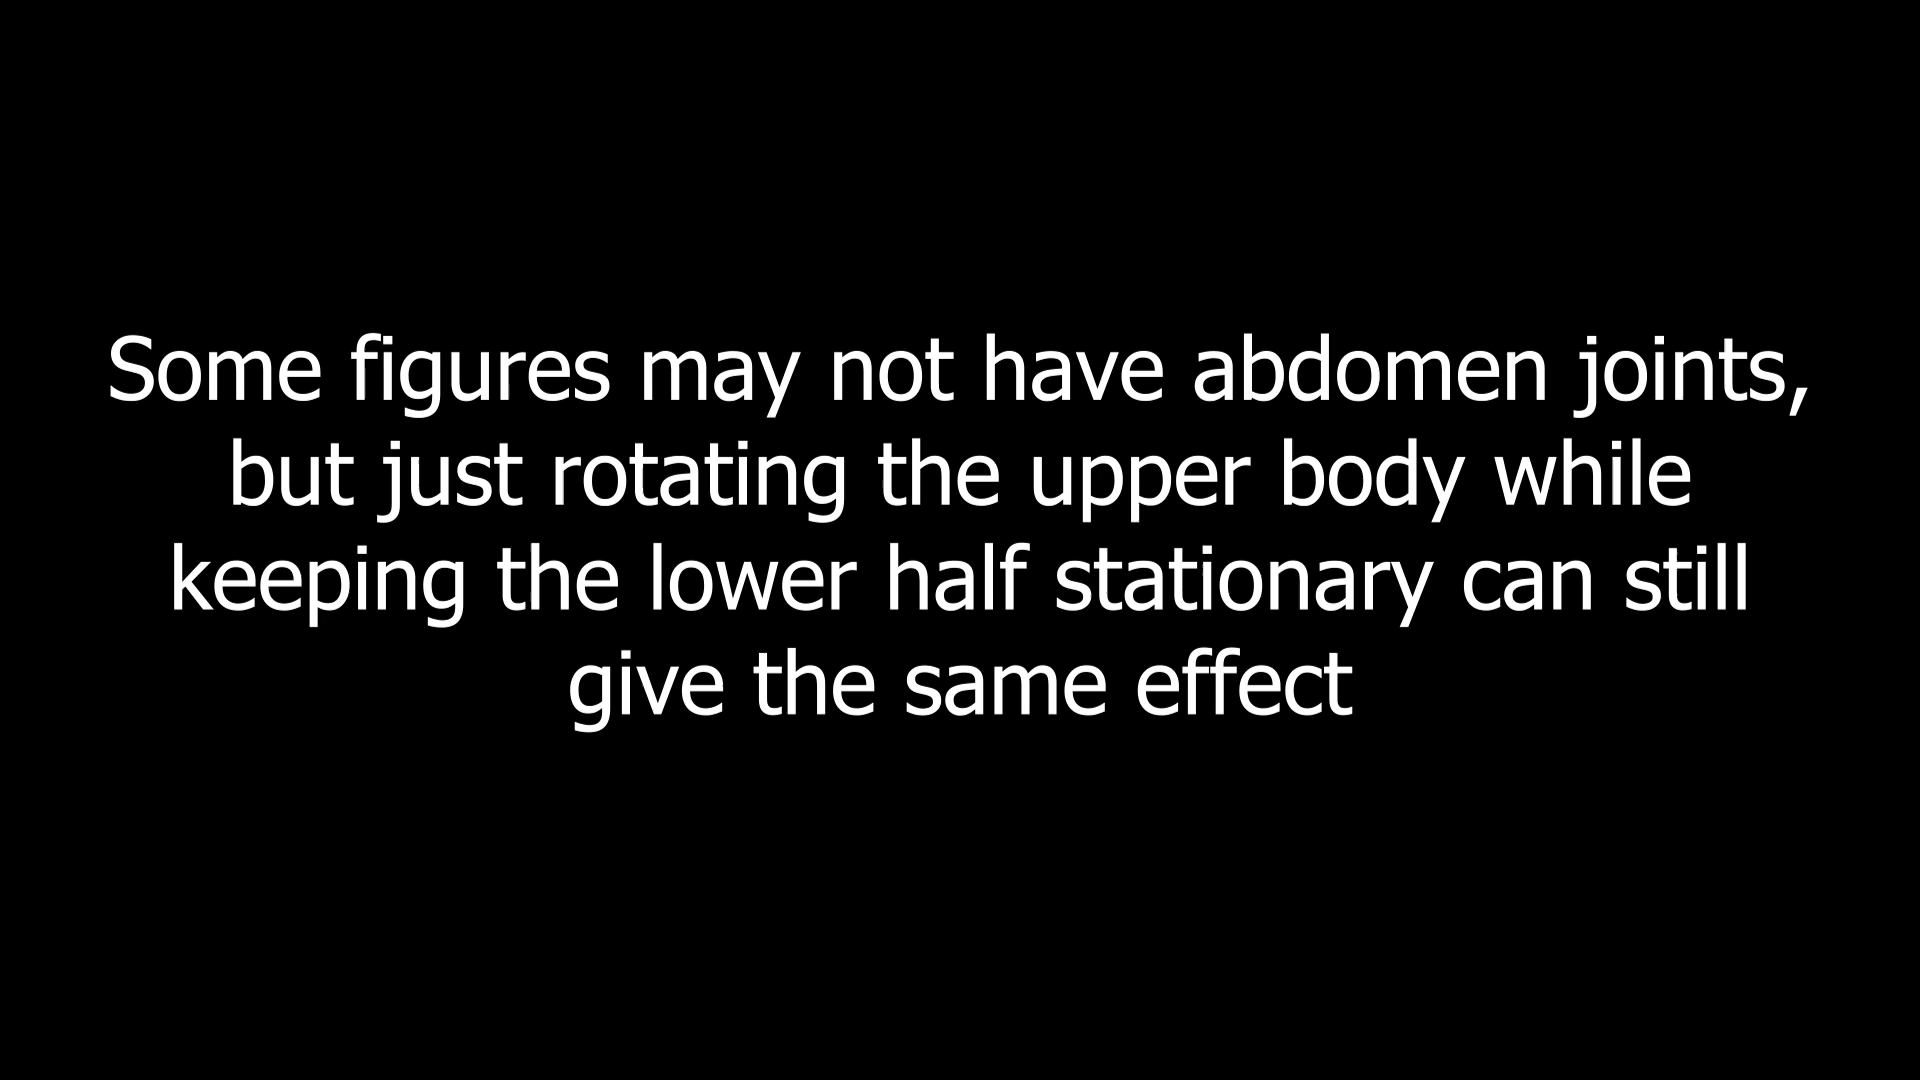 Some figures may not have abdomen joints,
but just rotating the upper body while
keeping the lower half stationary can still
give the same effect